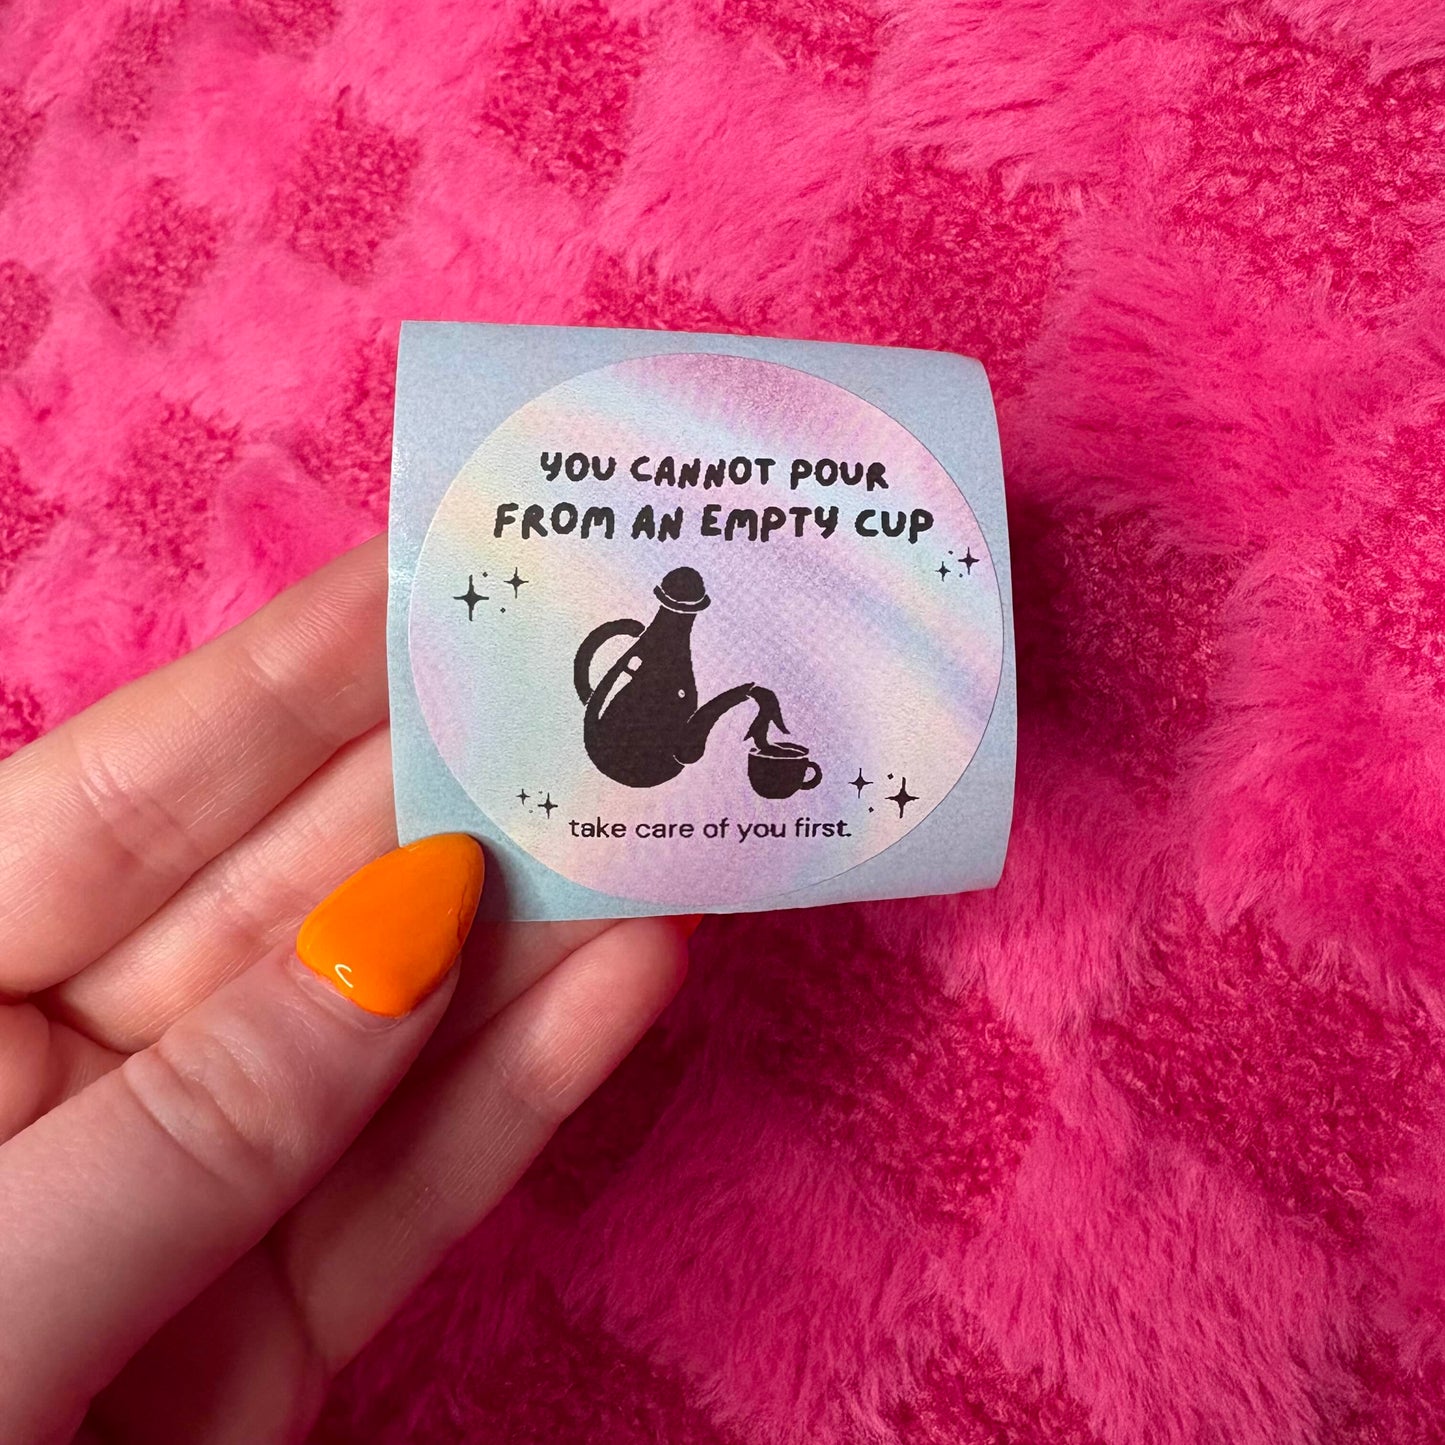 YOU CANNOT POUR
FROM AN EMPTY CUP
take care of you first.